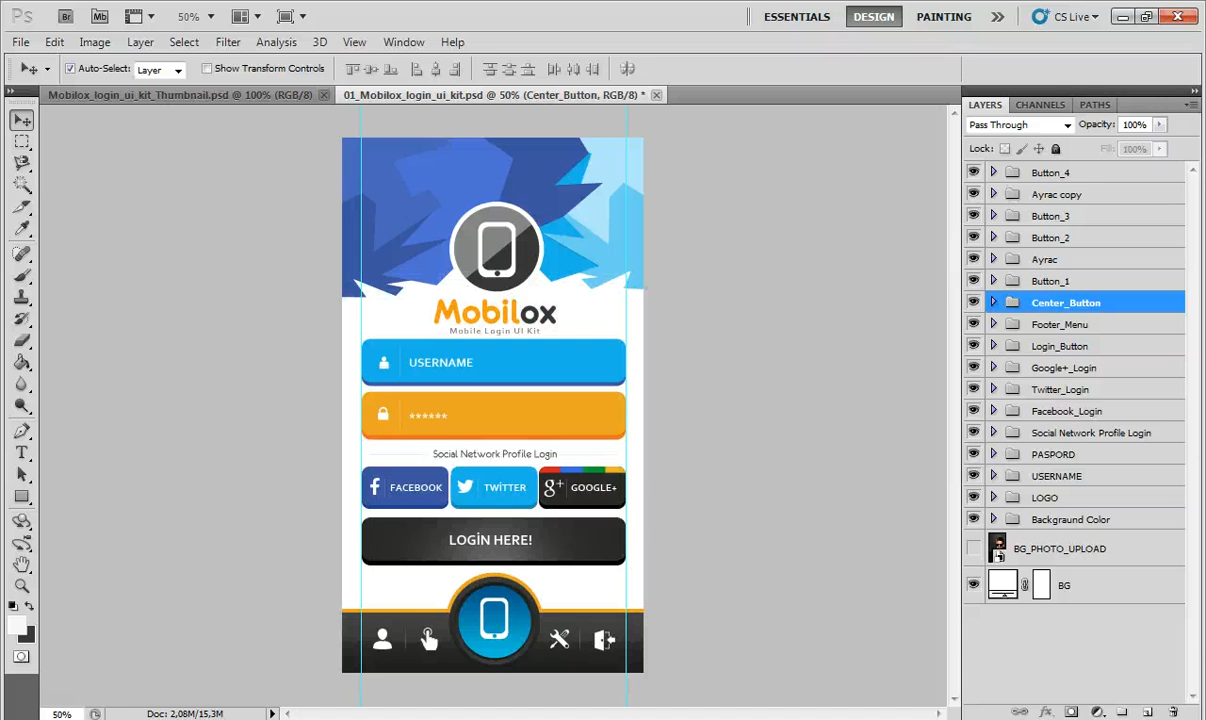 Ps Br Mb 50% ESSENTIALS DESIGN PAINTING CS Live
File Edit Image Layer Select Filter Analysis 3D View Window Help
Auto-Select: Layer Show Transform Controls
Mobilox_login_ui_kit_Thumbnail.psd @ 100% (RGB/8) 01_Mobilox_login_ui_kit.psd @ 50% (Center_Button, RGB/8) *
LAYERS CHANNELS PATHS
Pass Through Opacity: 100%
Lock: Fill: 100%
Button_4
Ayrac copy
Button_3
Button_2
Ayrac
Button_1
Center_Button
Footer_Menu
Login_Button
Google+_Login
Twitter_Login
Facebook_Login
Social Network Profile Login
PASPORD
USERNAME
LOGO
Background Color
BG_PHOTO_UPLOAD
BG
Mobilox
Mobile Login UI Kit
USERNAME
******
Social Network Profile Login
f FACEBOOK TWİTTER g+ GOOGLE+
LOGİN HERE!
50% Doc: 2,08M/15,3M